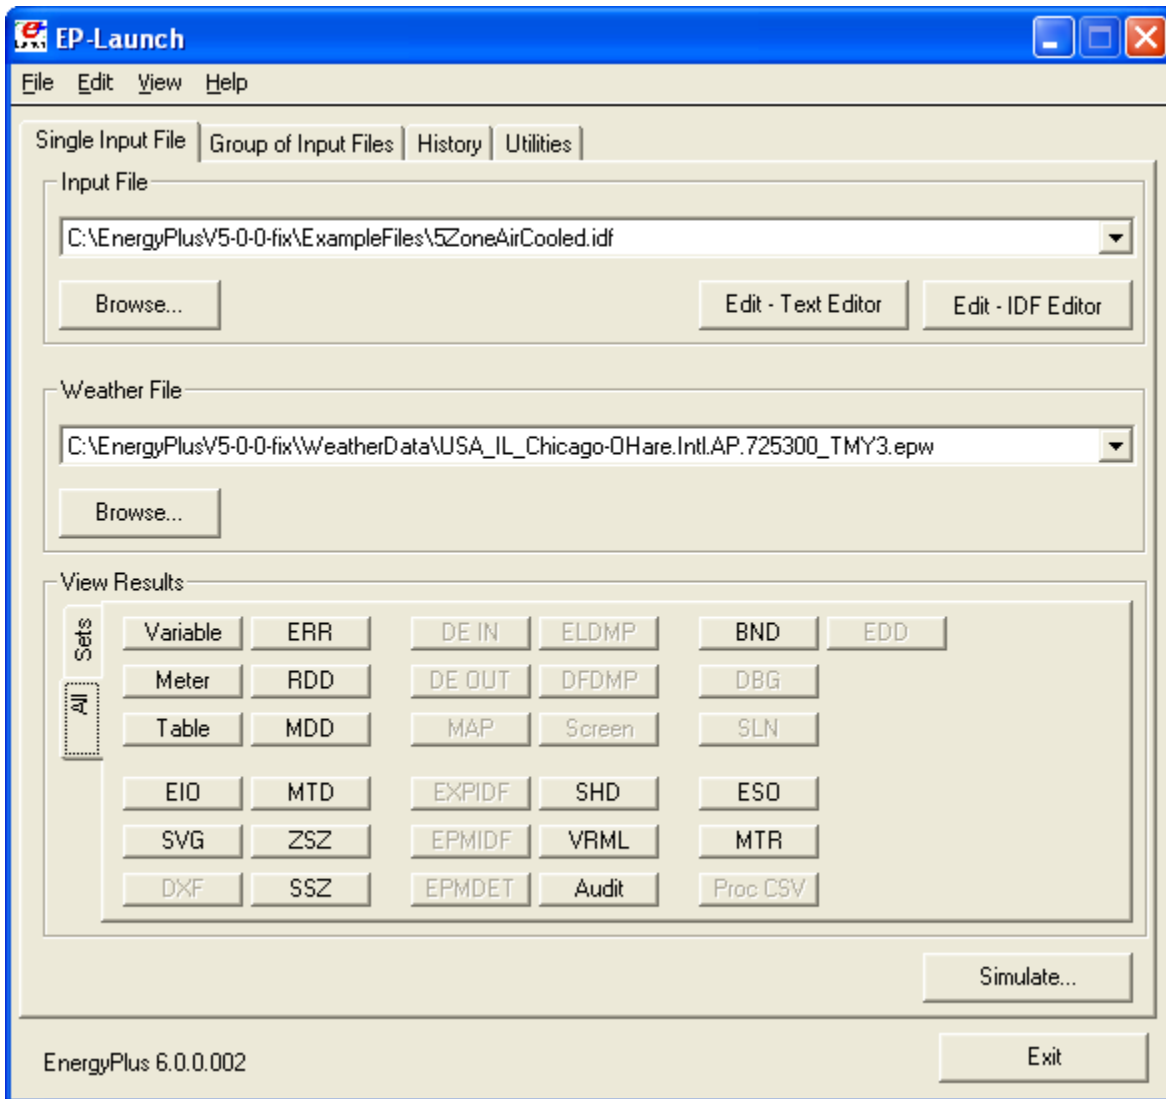 EP-Launch
File Edit View Help
Single Input File Group of Input Files History Utilities
Input File
C:\EnergyPlusV5-0-0-fix\ExampleFiles\5ZoneAirCooled.idf
Browse... Edit - Text Editor Edit - IDF Editor
Weather File
C:\EnergyPlusV5-0-0-fix\WeatherData\USA_IL_Chicago-OHare.Intl.AP.725300_TMY3.epw
Browse...
View Results
Sets
All
Variable ERR DE IN ELDMP BND EDD
Meter RDD DE OUT DFDMP DBG
Table MDD MAP Screen SLN
EIO MTD EXPIDF SHD ESO
SVG ZSZ EPMIDF VRML MTR
DXF SSZ EPMDET Audit Proc CSV
Simulate...
EnergyPlus 6.0.0.002 Exit